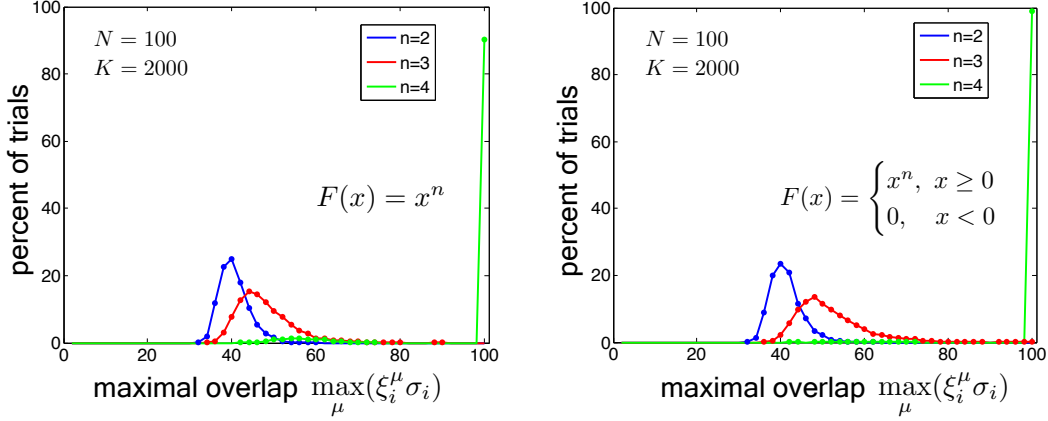 N = 100
K = 2000
n=2
n=3
n=4
F(x) = xⁿ
percent of trials
100
80
60
40
20
0
0
20
40
60
80
100
maximal overlap max_μ(ξ_i^μ σ_i)
N = 100
K = 2000
n=2
n=3
n=4
F(x) = { xⁿ, x ≥ 0
0, x < 0
percent of trials
100
80
60
40
20
0
0
20
40
60
80
100
maximal overlap max_μ(ξ_i^μ σ_i)